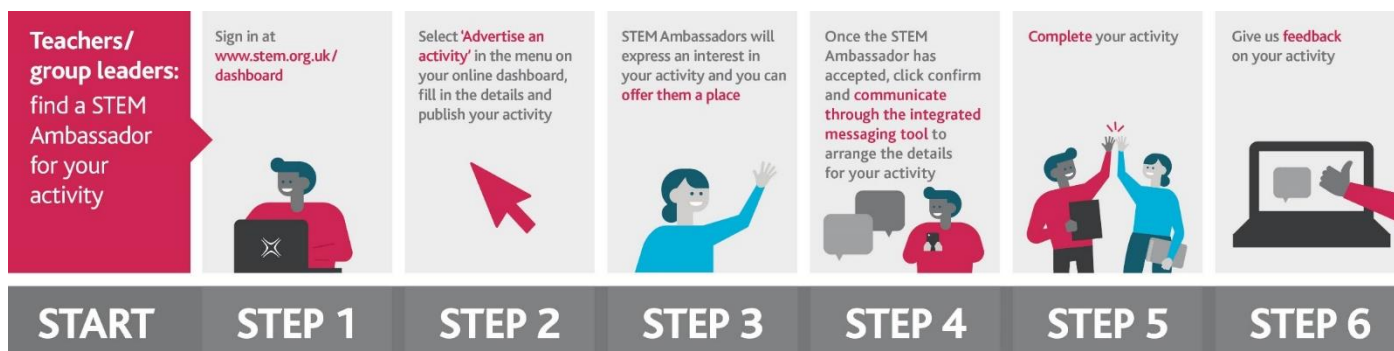 Teachers/
group leaders:
find a STEM
Ambassador
for your
activity
Sign in at
www.stem.org.uk/
dashboard
Select 'Advertise an
activity' in the menu on
your online dashboard,
fill in the details and
publish your activity
STEM Ambassadors will
express an interest in
your activity and you can
offer them a place
Once the STEM
Ambassador has
accepted, click confirm
and communicate
through the integrated
messaging tool to
arrange the details
for your activity
Complete your activity
Give us feedback
on your activity
START
STEP 1
STEP 2
STEP 3
STEP 4
STEP 5
STEP 6